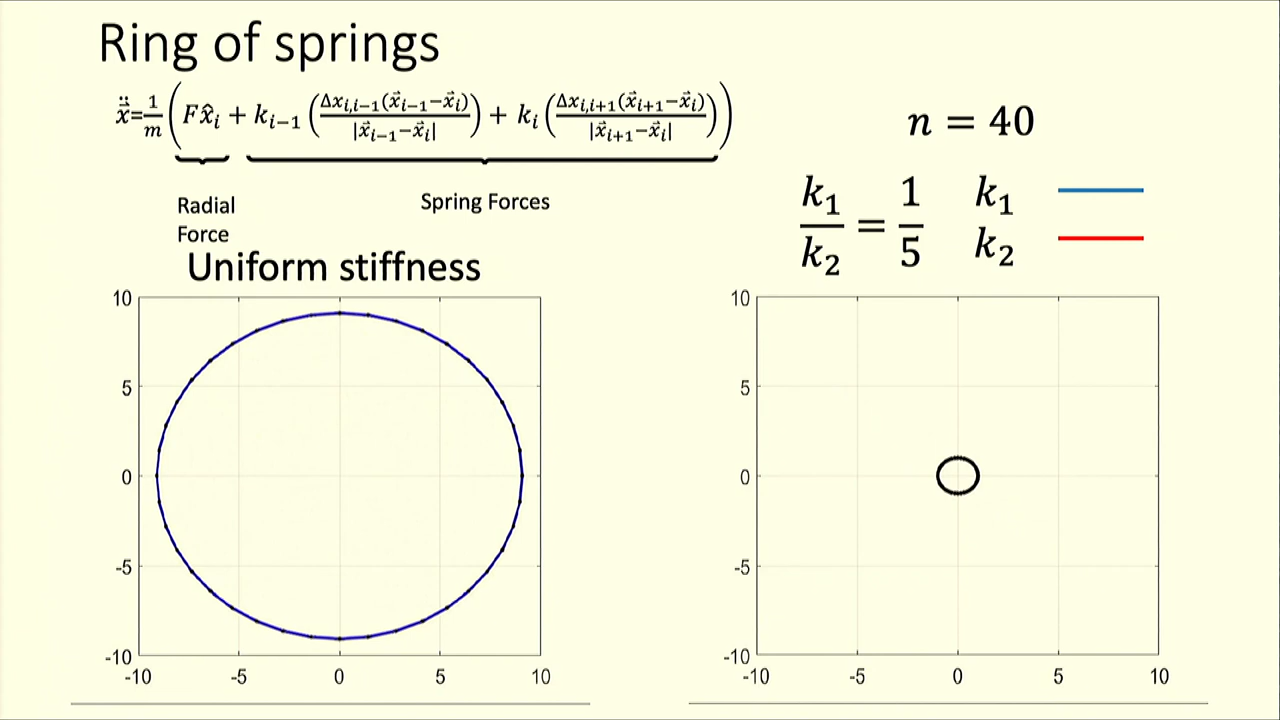 Ring of springs
ẍ⃗=1/m(Fx̂ᵢ + kᵢ₋₁(Δxᵢ,ᵢ₋₁(x⃗ᵢ₋₁−x⃗ᵢ)/|x⃗ᵢ₋₁−x⃗ᵢ|) + kᵢ(Δxᵢ,ᵢ₊₁(x⃗ᵢ₊₁−x⃗ᵢ)/|x⃗ᵢ₊₁−x⃗ᵢ|))
n = 40
Radial
Force
Spring Forces
k₁/k₂ = 1/5
k₁
k₂
Uniform stiffness
10
5
0
-5
-10
-10 -5 0 5 10
10
5
0
-5
-10
-10 -5 0 5 10